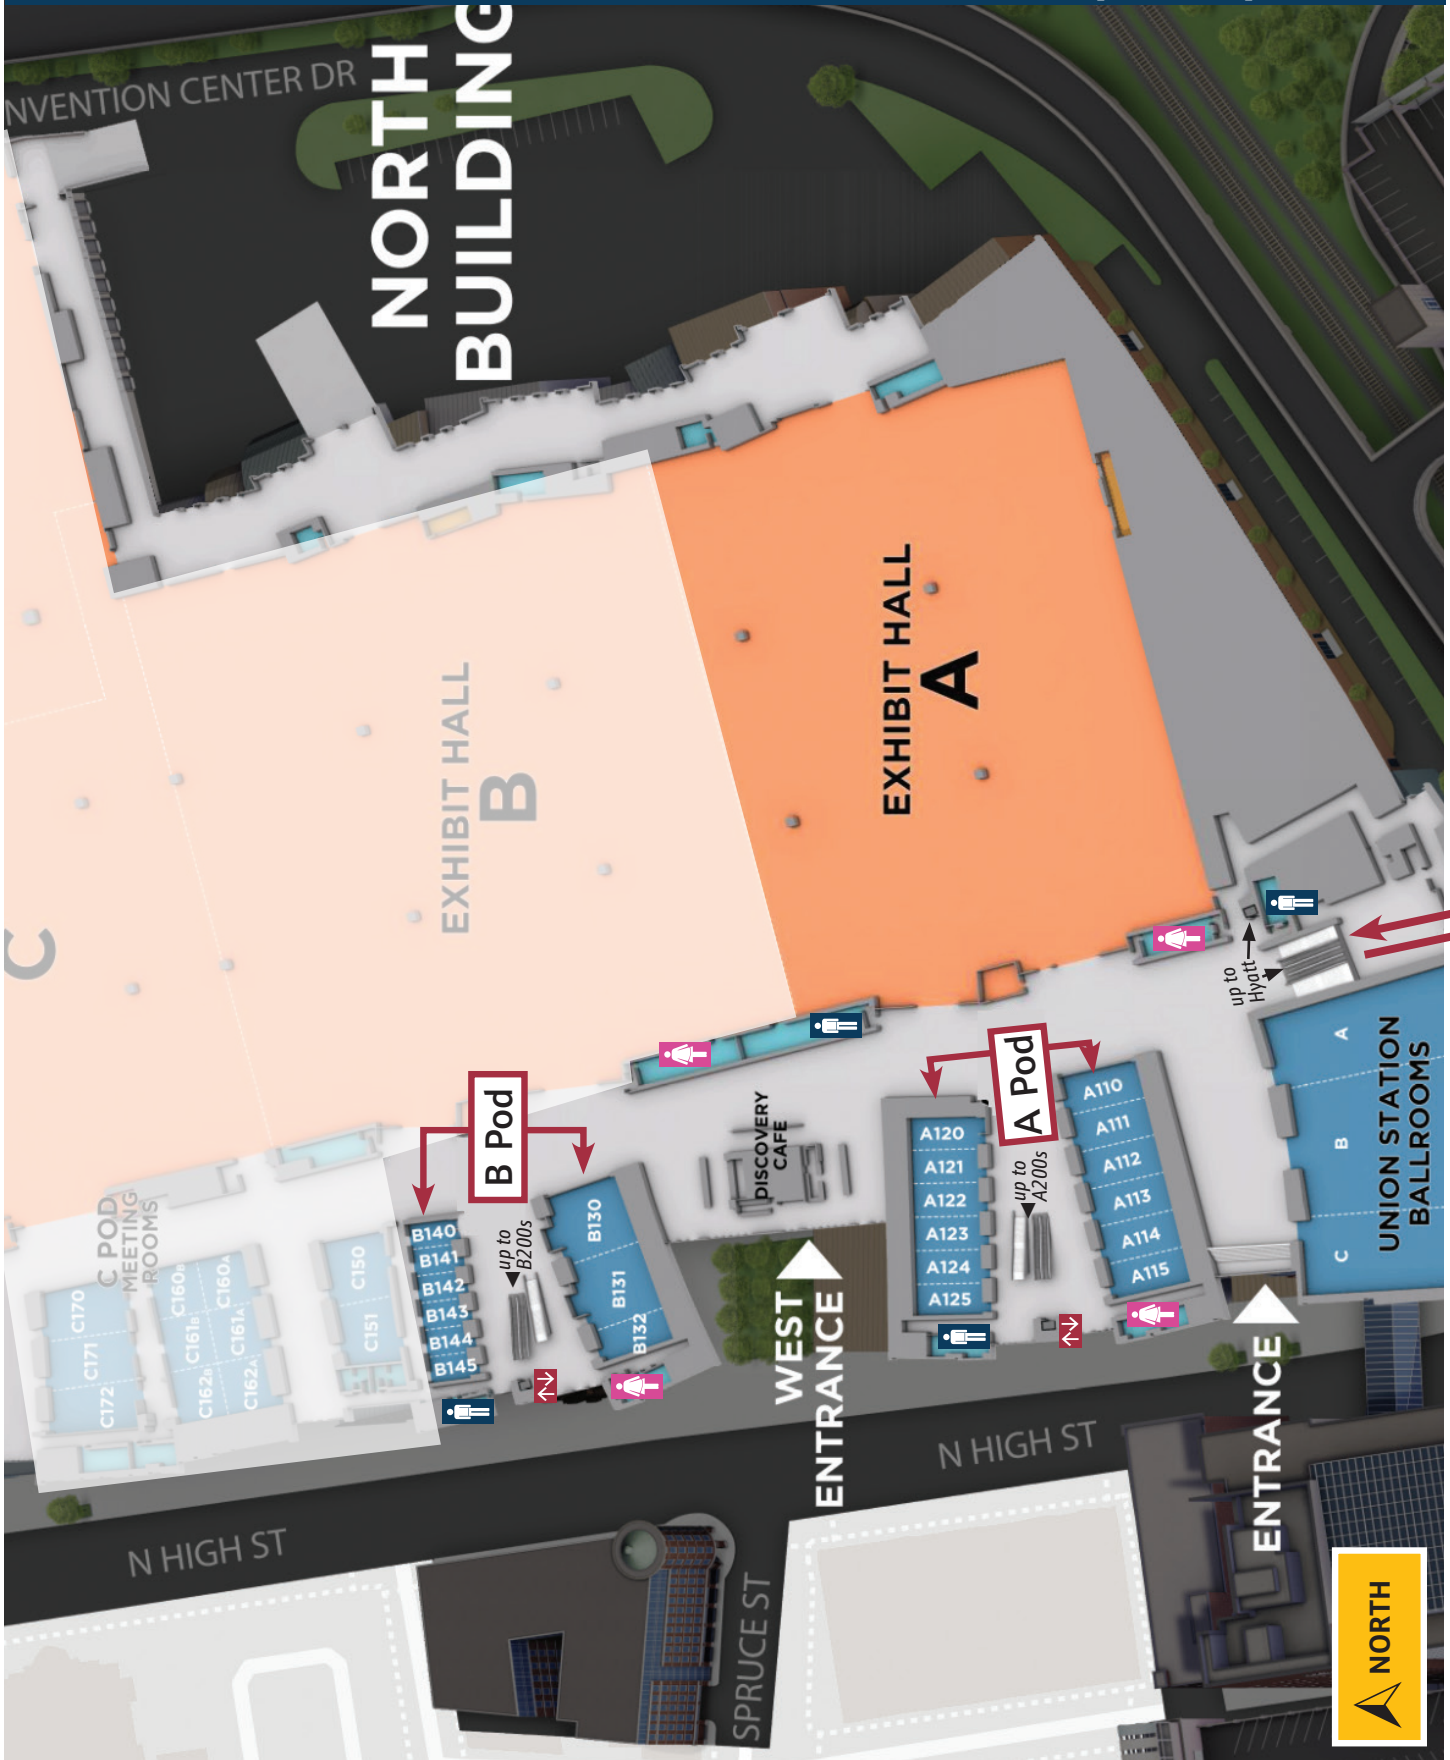 NVENTION CENTER DR
NORTH
BUILDING
EXHIBIT HALL
A
EXHIBIT HALL
B
C
C POD
MEETING
ROOMS
C170
C171
C172
C160B
C160A
C161B
C161A
C162B
C162A
C150
C151
B Pod
B140
B141
B142
B143
B144
B145
up to
B200s
B130
B131
B132
DISCOVERY
CAFE
WEST
ENTRANCE
A Pod
A120
A121
A122
A123
A124
A125
up to
A200s
A110
A111
A112
A113
A114
A115
up to
Hyatt
A
B
C
UNION STATION
BALLROOMS
ENTRANCE
N HIGH ST
N HIGH ST
SPRUCE ST
NORTH